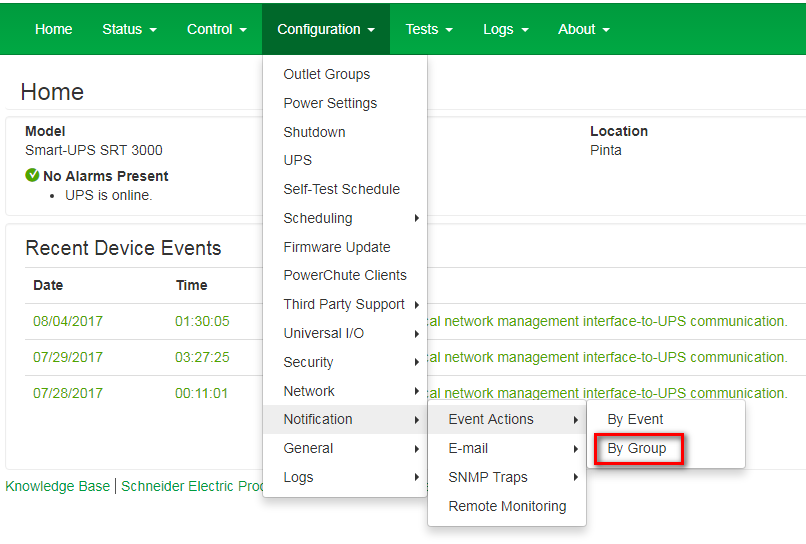 Home Status Control Configuration Tests Logs About
Home
Model
Smart-UPS SRT 3000
No Alarms Present
UPS is online.
Location
Pinta
Recent Device Events
Date Time
08/04/2017 01:30:05 cal network management interface-to-UPS communication.
07/29/2017 03:27:25 cal network management interface-to-UPS communication.
07/28/2017 00:11:01 cal network management interface-to-UPS communication.
Knowledge Base | Schneider Electric Proc
Outlet Groups
Power Settings
Shutdown
UPS
Self-Test Schedule
Scheduling
Firmware Update
PowerChute Clients
Third Party Support
Universal I/O
Security
Network
Notification
General
Logs
Event Actions
E-mail
SNMP Traps
Remote Monitoring
By Event
By Group